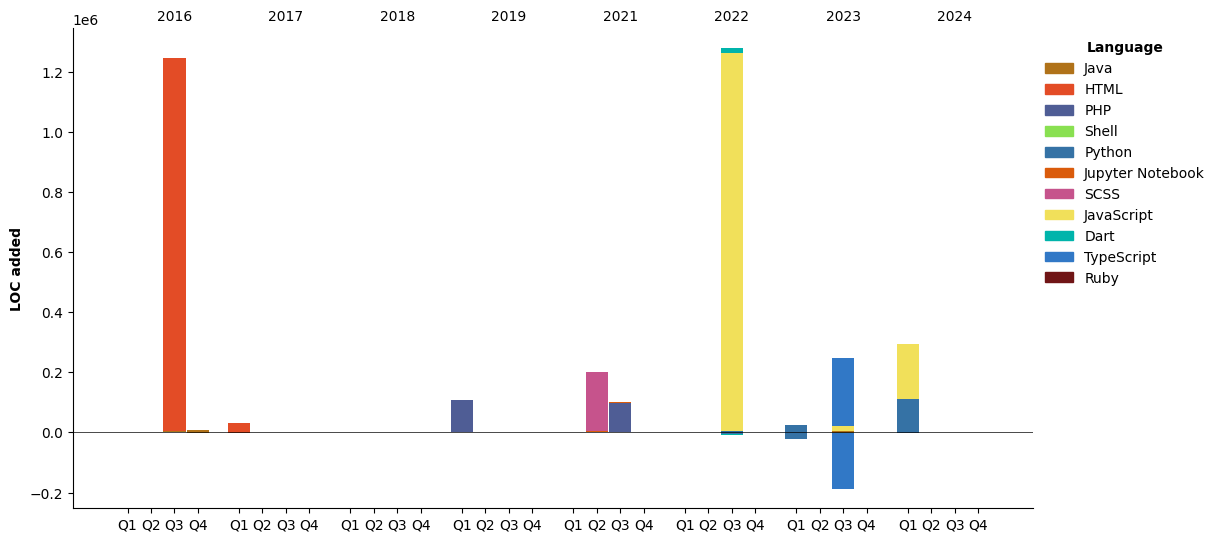 1e6
2016 2017 2018 2019 2021 2022 2023 2024
LOC added
1.2
1.0
0.8
0.6
0.4
0.2
0.0
−0.2
Q1 Q2 Q3 Q4 Q1 Q2 Q3 Q4 Q1 Q2 Q3 Q4 Q1 Q2 Q3 Q4 Q1 Q2 Q3 Q4 Q1 Q2 Q3 Q4 Q1 Q2 Q3 Q4 Q1 Q2 Q3 Q4
Language
Java
HTML
PHP
Shell
Python
Jupyter Notebook
SCSS
JavaScript
Dart
TypeScript
Ruby